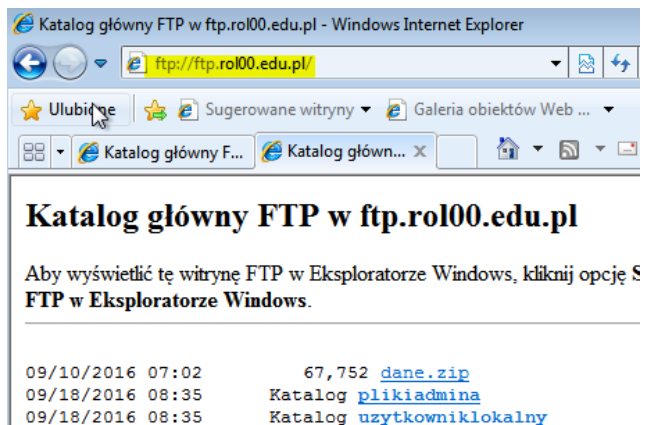 Katalog główny FTP w ftp.rol00.edu.pl - Windows Internet Explorer
ftp://ftp.rol00.edu.pl/
Ulubione Sugerowane witryny Galeria obiektów Web ...
Katalog główny F... Katalog główn... X
Katalog główny FTP w ftp.rol00.edu.pl
Aby wyświetlić tę witrynę FTP w Eksploratorze Windows, kliknij opcję S
FTP w Eksploratorze Windows.
09/10/2016 07:02 67,752 dane.zip
09/18/2016 08:35 Katalog plikiadmina
09/18/2016 08:35 Katalog uzytkowniklokalny